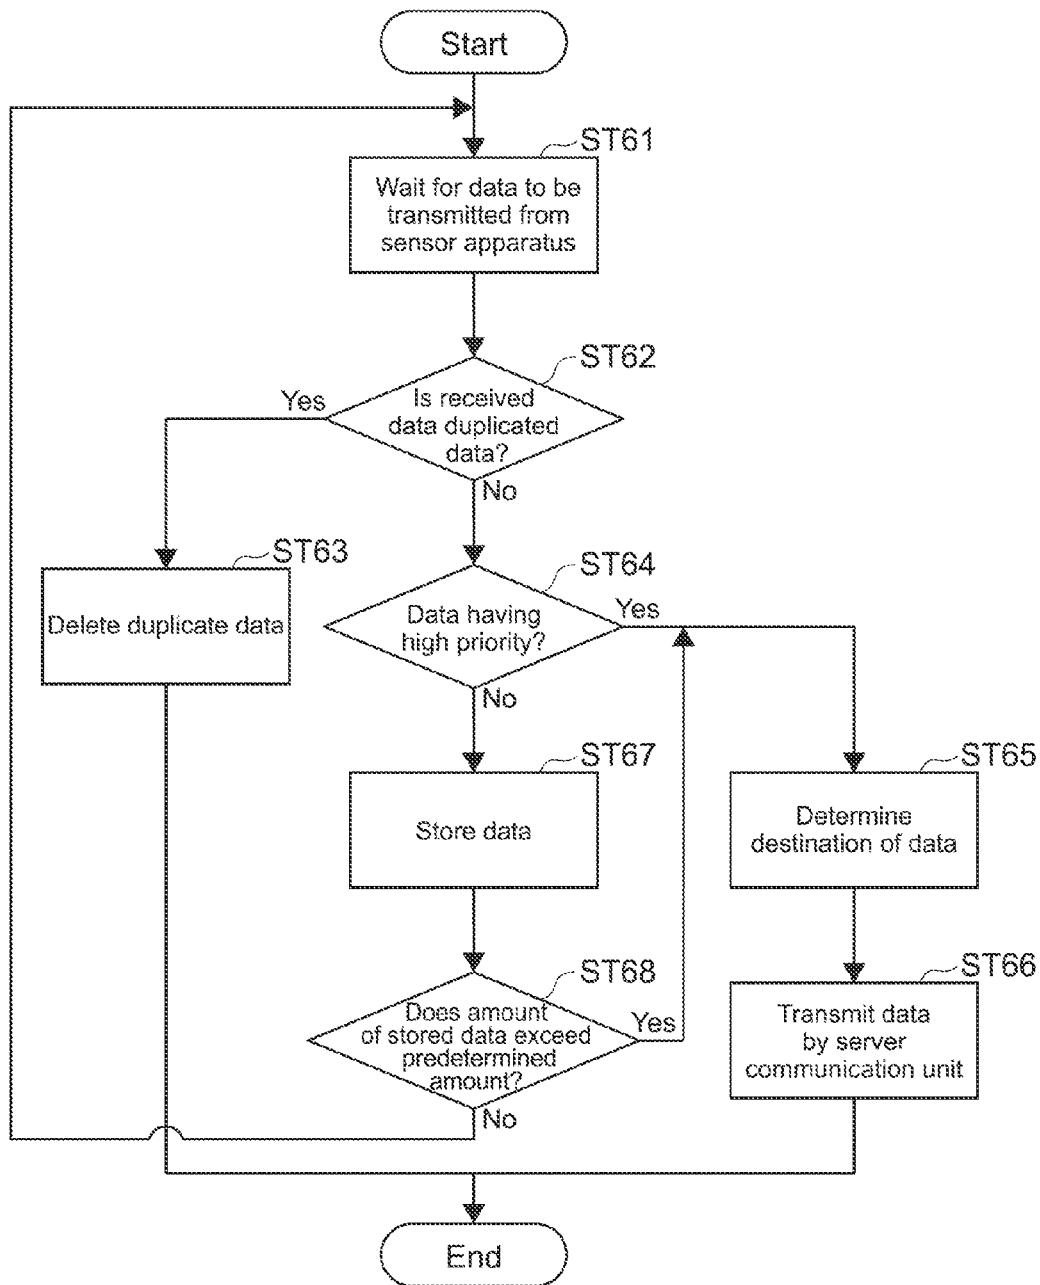 Start
ST61
Wait for data to be
transmitted from
sensor apparatus
ST62
Yes
Is received
data duplicated
data?
No
ST63
Delete duplicate data
ST64
Data having
high priority?
Yes
No
ST67
Store data
ST65
Determine
destination of data
ST68
Does amount
of stored data exceed
predetermined
amount?
Yes
No
ST66
Transmit data
by server
communication unit
End